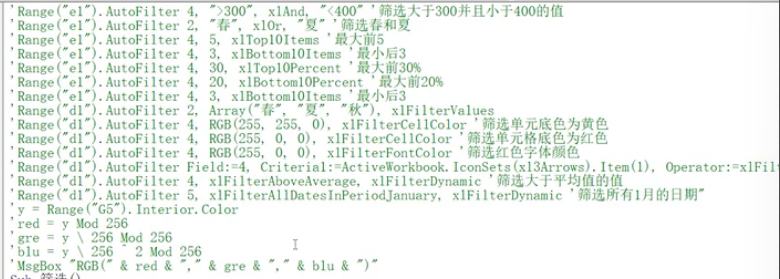 'Range("e1").AutoFilter 4, ">300", xlAnd, "<400" '筛选大于300并且小于400的值
'Range("e1").AutoFilter 2, "春", xlOr, "夏" '筛选春和夏
'Range("d1").AutoFilter 4, 5, xlTop10Items '最大前5
'Range("d1").AutoFilter 4, 3, xlBottom10Items '最小后3
'Range("d1").AutoFilter 4, 30, xlTop10Percent '最大前30%
'Range("d1").AutoFilter 4, 20, xlBottom10Percent '最大前20%
'Range("d1").AutoFilter 4, 3, xlBottom10Items '最小后3
'Range("d1").AutoFilter 2, Array("春", "夏", "秋"), xlFilterValues
'Range("d1").AutoFilter 4, RGB(255, 255, 0), xlFilterCellColor '筛选单元底色为黄色
'Range("d1").AutoFilter 4, RGB(255, 0, 0), xlFilterCellColor '筛选单元格底色为红色
'Range("d1").AutoFilter 4, RGB(255, 0, 0), xlFilterFontColor '筛选红色字体颜色
'Range("d1").AutoFilter Field:=4, Criteria1:=ActiveWorkbook.IconSets(xl3Arrows).Item(1), Operator:=xlFilt
'Range("d1").AutoFilter 4, xlFilterAboveAverage, xlFilterDynamic '筛选大于平均值的值
'Range("d1").AutoFilter 5, xlFilterAllDatesInPeriodJanuary, xlFilterDynamic '筛选所有1月的日期"
'y = Range("G5").Interior.Color
'red = y Mod 256
'gre = y \ 256 Mod 256
'blu = y \ 256 ^ 2 Mod 256
'MsgBox "RGB(" & red & "," & gre & "," & blu & ")"
Sub 筛选()